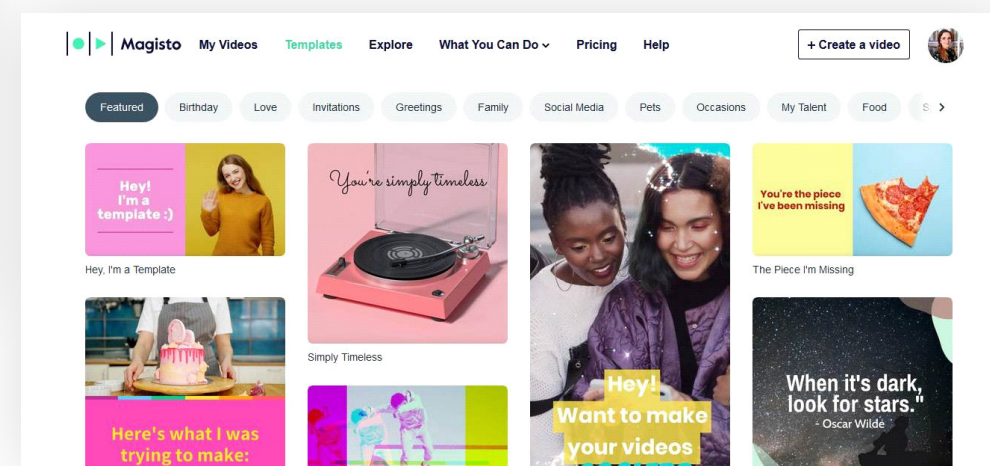 Magisto
My Videos
Templates
Explore
What You Can Do
Pricing
Help
+ Create a video
Featured
Birthday
Love
Invitations
Greetings
Family
Social Media
Pets
Occasions
My Talent
Food
Hey!
I'm a
template :)
Hey, I'm a Template
You're simply timeless
Simply Timeless
You're the piece
I've been missing
The Piece I'm Missing
Here's what I was
trying to make:
Hey!
Want to make
your videos
When it's dark,
look for stars."
- Oscar Wilde